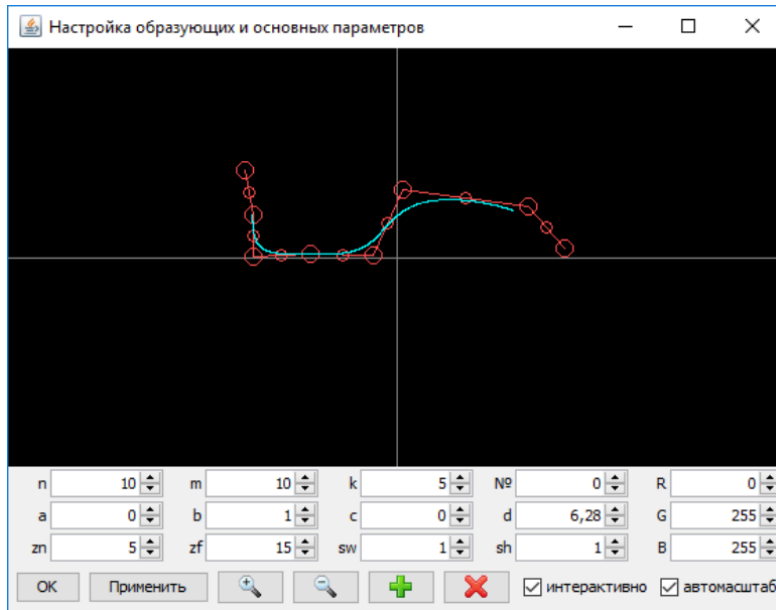 Настройка образующих и основных параметров
n 10 m 10 k 5 № 0 R 0
a 0 b 1 c 0 d 6,28 G 255
zn 5 zf 15 sw 1 sh 1 B 255
OK Применить интерактивно автомасштаб